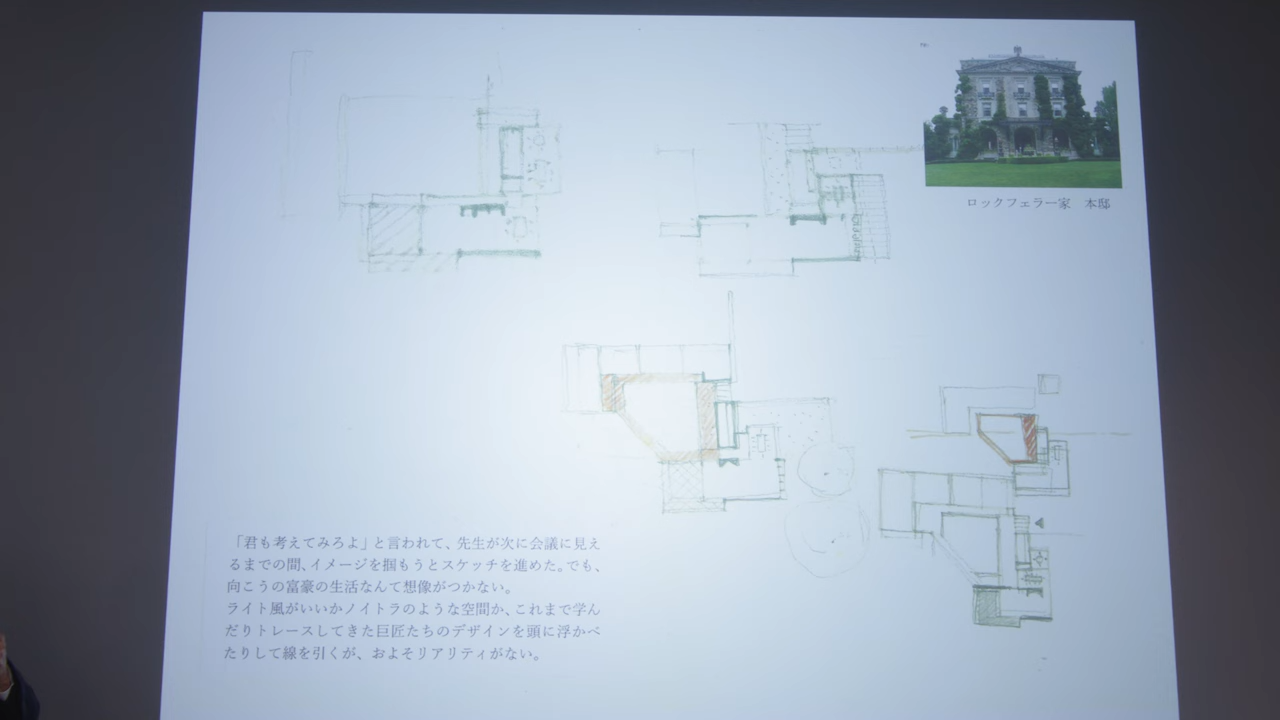 ロックフェラー家　本邸
「君も考えてみろよ」と言われて、先生が次に会議に見え
るまでの間、イメージを掴もうとスケッチを進めた。でも、
向こうの富豪の生活なんて想像がつかない。
ライト風がいいかノイトラのような空間か、これまで学ん
だりトレースしてきた巨匠たちのデザインを頭に浮かべ
たりして線を引くが、およそリアリティがない。